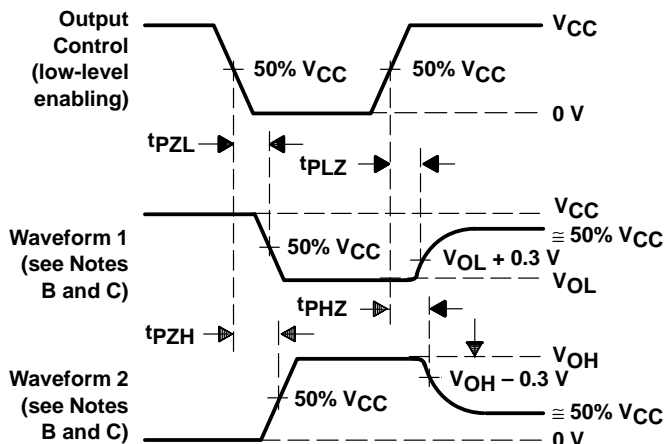 Output
Control
(low-level
enabling)
VCC
50% VCC
50% VCC
0 V
tPZL
tPLZ
VCC
≅ 50% VCC
Waveform 1
(see Notes
B and C)
50% VCC
VOL + 0.3 V
VOL
tPHZ
tPZH
VOH
Waveform 2
(see Notes
B and C)
50% VCC
VOH – 0.3 V
≅ 50% VCC
0 V